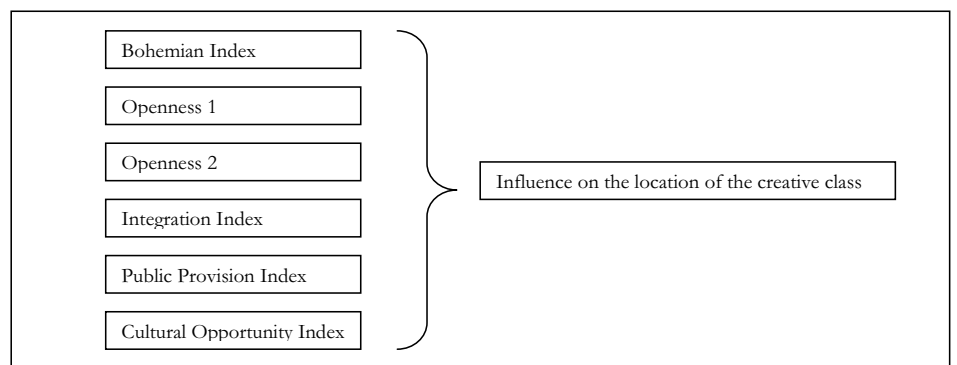 Bohemian Index
Openness 1
Openness 2
Influence on the location of the creative class
Integration Index
Public Provision Index
Cultural Opportunity Index